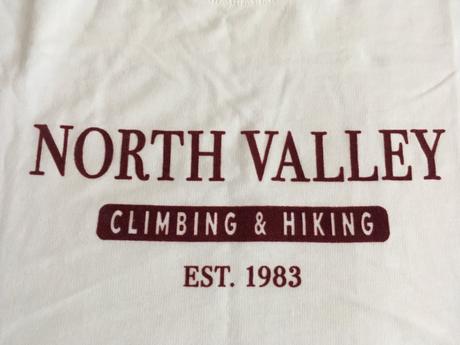 NORTH VALLEY
CLIMBING & HIKING
EST. 1983